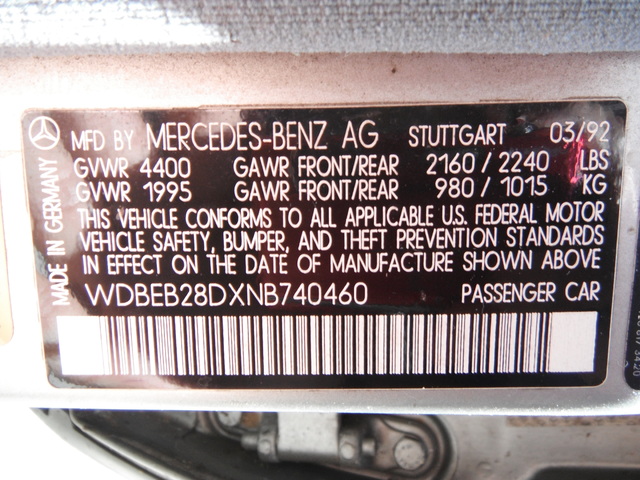 MFD BY MERCEDES-BENZ AG STUTTGART 03/92
GVWR 4400 GAWR FRONT/REAR 2160 / 2240 LBS
GVWR 1995 GAWR FRONT/REAR 980 / 1015 KG
THIS VEHICLE CONFORMS TO ALL APPLICABLE U.S. FEDERAL MOTOR
VEHICLE SAFETY, BUMPER, AND THEFT PREVENTION STANDARDS
IN EFFECT ON THE DATE OF MANUFACTURE SHOWN ABOVE
WDBEB28DXNB740460 PASSENGER CAR
MADE IN GERMANY